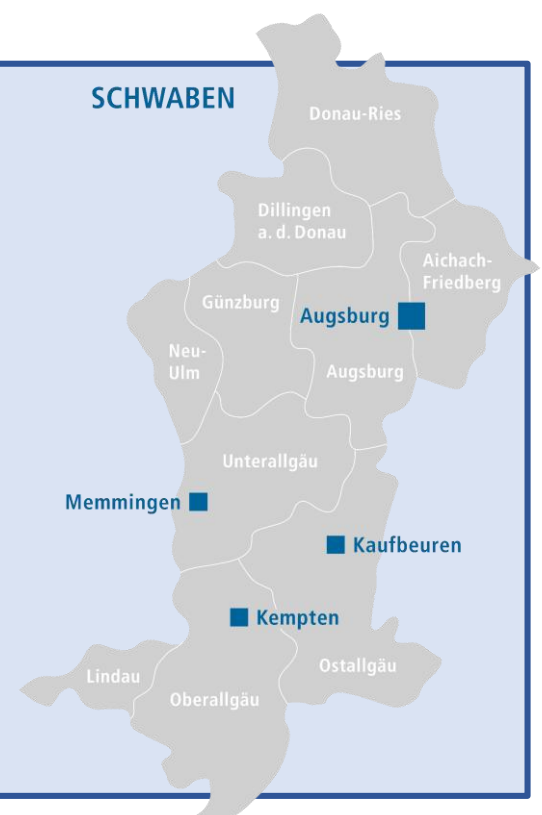 SCHWABEN
Donau-Ries
Dillingen
a. d. Donau
Aichach-
Friedberg
Günzburg
Augsburg
Neu-
Ulm
Augsburg
Unterallgäu
Memmingen
Kaufbeuren
Kempten
Ostallgäu
Lindau
Oberallgäu